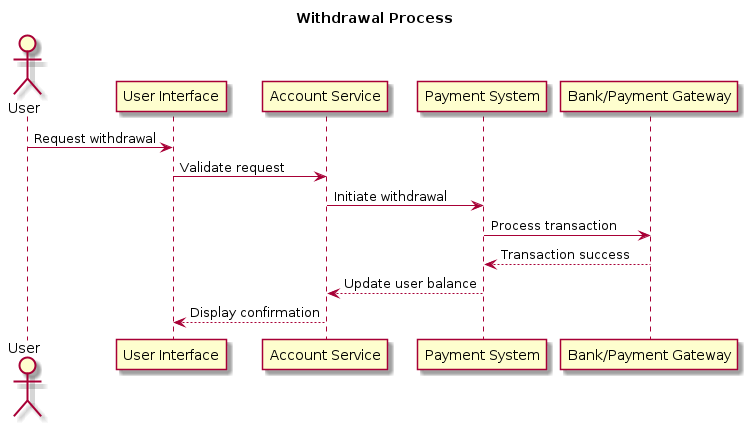 Withdrawal Process
User
User Interface
Account Service
Payment System
Bank/Payment Gateway
Request withdrawal
Validate request
Initiate withdrawal
Process transaction
Transaction success
Update user balance
Display confirmation
User
User Interface
Account Service
Payment System
Bank/Payment Gateway